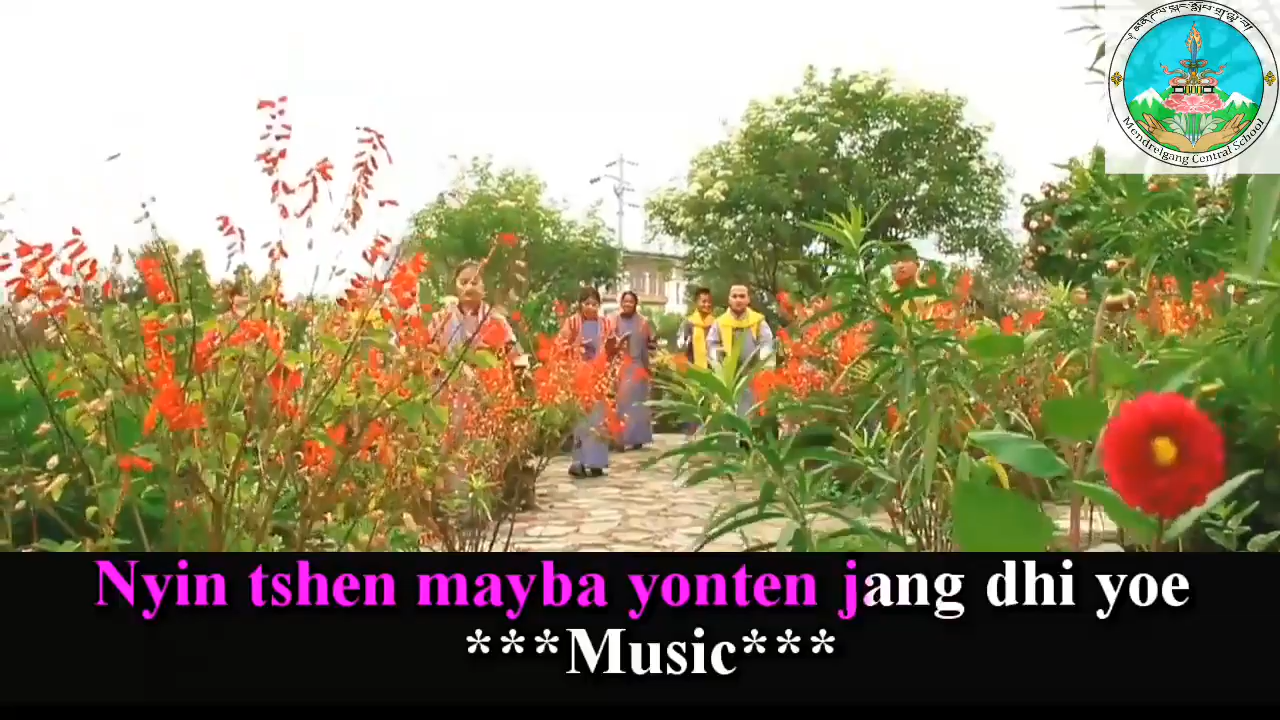 Mendrelgang Central School
Nyin tshen mayba yonten jang dhi yoe
***Music***